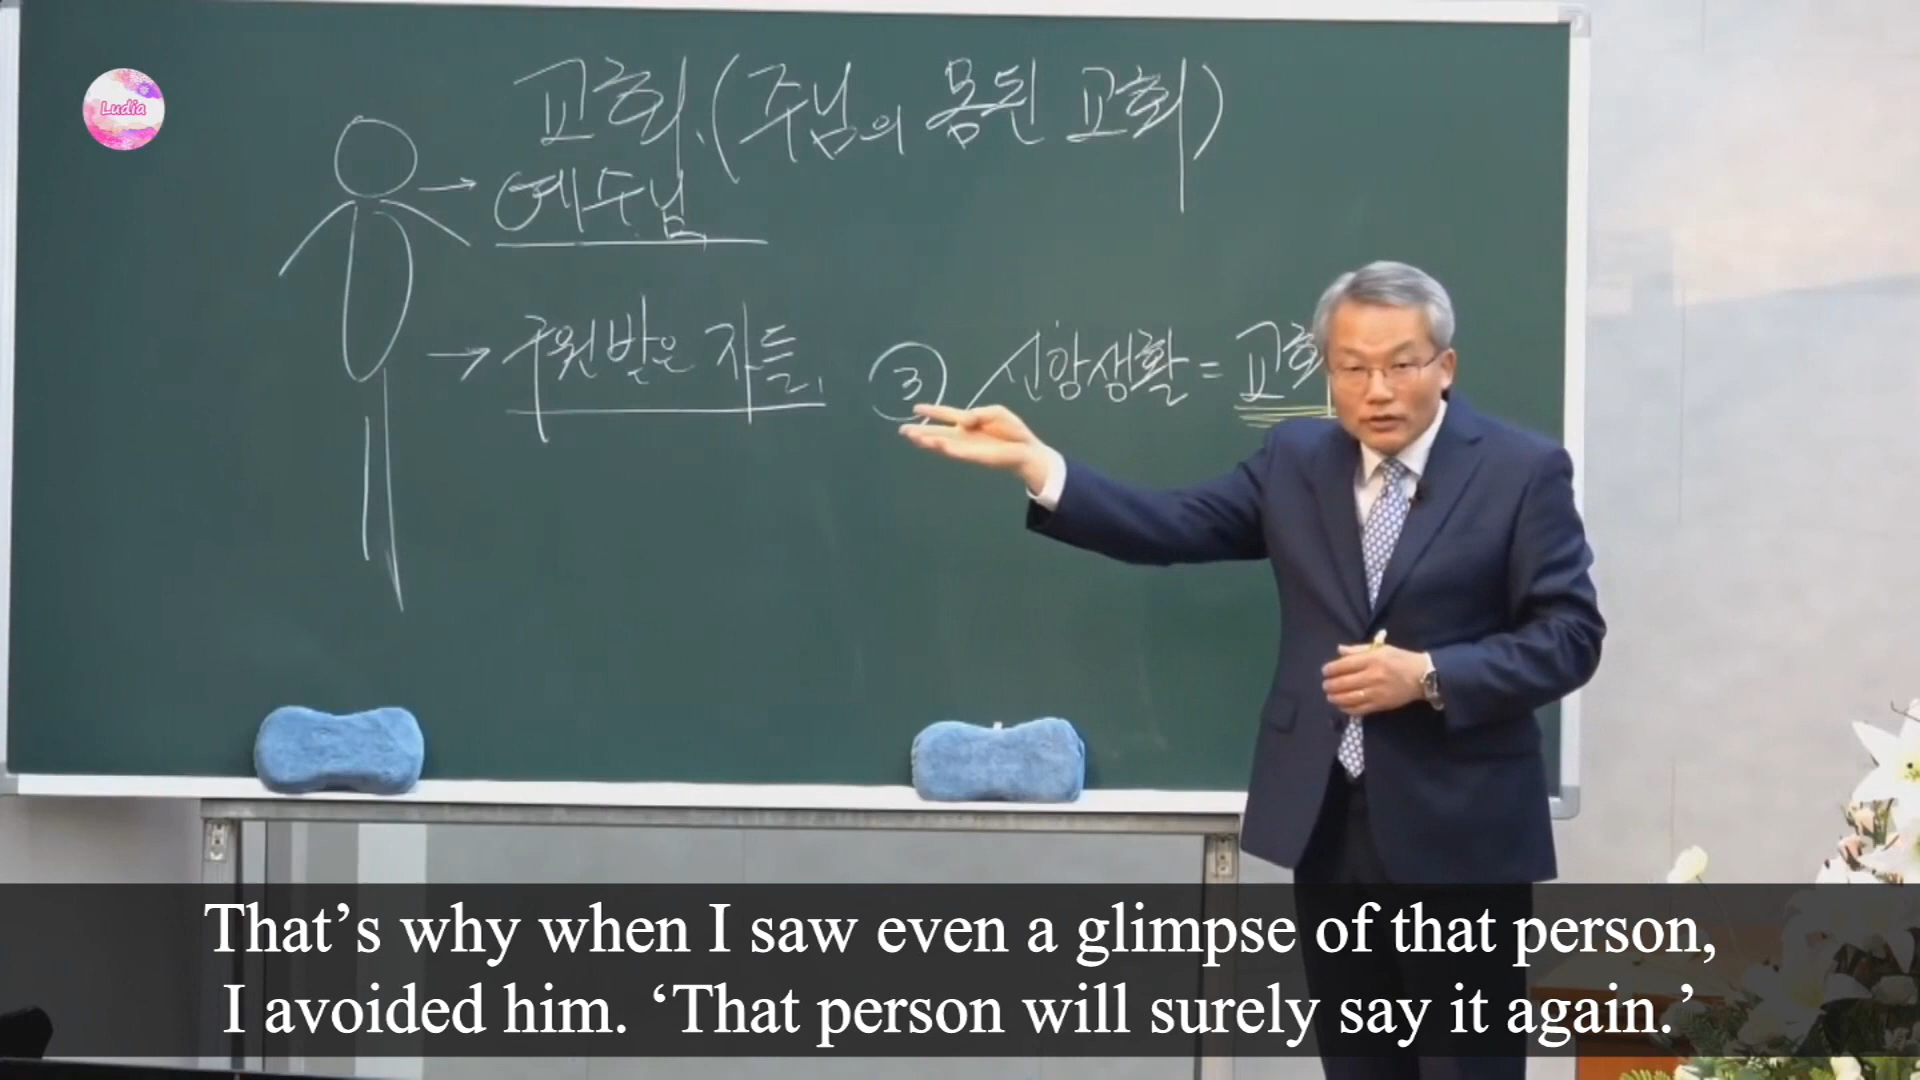 Ludia
교회. (주님의 몸된 교회)
예수님
구원받은 자들.
③ 신앙생활 = 교회
That's why when I saw even a glimpse of that person,
I avoided him. ‘That person will surely say it again.’